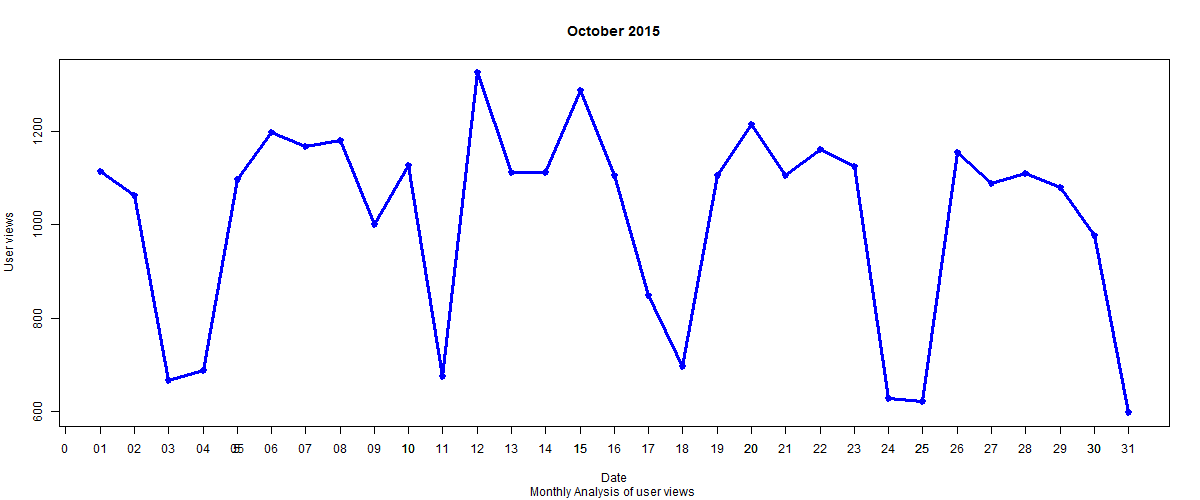 October 2015
User views
1200
1000
800
600
0 01 02 03 04 05 06 07 08 09 10 11 12 13 14 15 16 17 18 19 20 21 22 23 24 25 26 27 28 29 30 31
Date
Monthly Analysis of user views